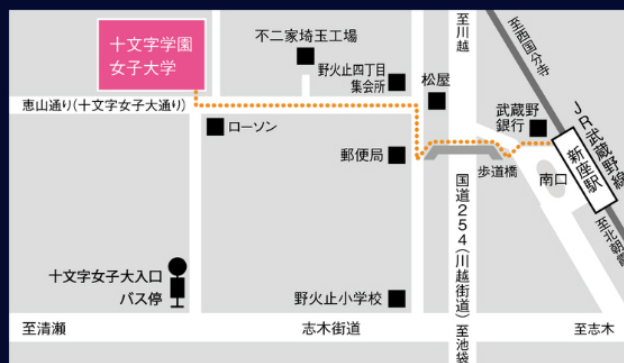 十文字学園
女子大学
不二家埼玉工場
野火止四丁目
集会所
至川越
松屋
至西国分寺
JR武蔵野線
武蔵野
銀行
新座駅
南口
恵山通り(十文字女子大通り)
ローソン
郵便局
歩道橋
国道254(川越街道)
至池袋
至北朝霞
十文字女子大入口
バス停
野火止小学校
至清瀬
志木街道
至志木